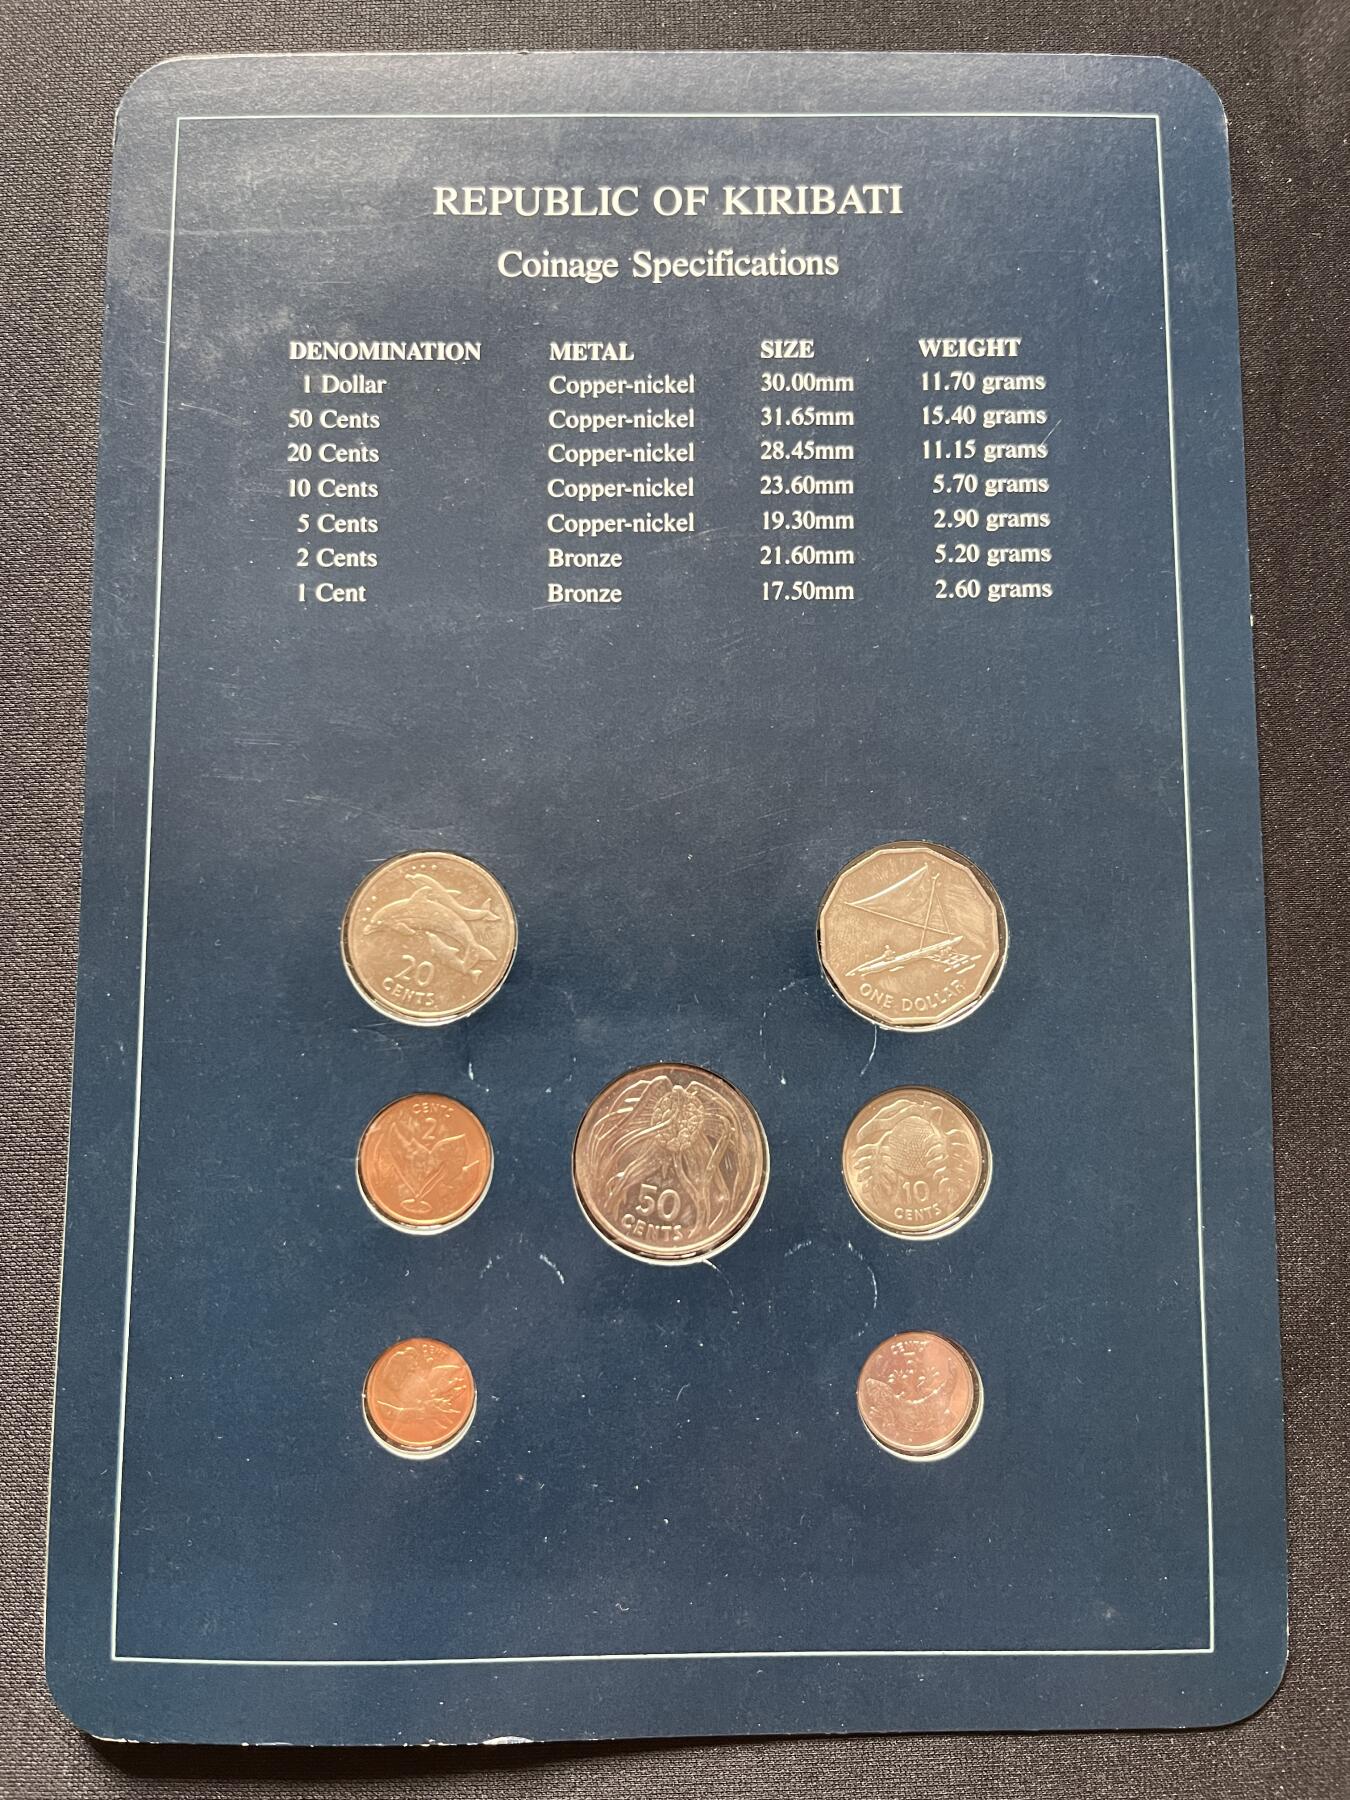 REPUBLIC OF KIRIBATI
Coinage Specifications
DENOMINATION METAL SIZE WEIGHT
1 Dollar Copper-nickel 30.00mm 11.70 grams
50 Cents Copper-nickel 31.65mm 15.40 grams
20 Cents Copper-nickel 28.45mm 11.15 grams
10 Cents Copper-nickel 23.60mm 5.70 grams
5 Cents Copper-nickel 19.30mm 2.90 grams
2 Cents Bronze 21.60mm 5.20 grams
1 Cent Bronze 17.50mm 2.60 grams
20
CENTS
ONE DOLLAR
CENTS
2
50
CENTS
10
CENTS
CENT
CENTS